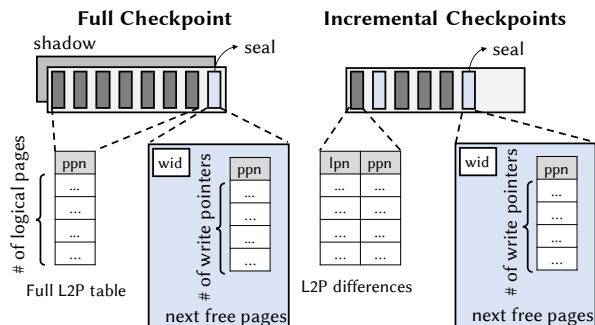 Full Checkpoint
shadow
seal
# of logical pages
ppn
...
...
...
...
Full L2P table
wid
# of write pointers
ppn
...
...
...
...
next free pages
Incremental Checkpoints
seal
lpn ppn
... ...
... ...
... ...
... ...
L2P differences
wid
# of write pointers
ppn
...
...
...
...
next free pages